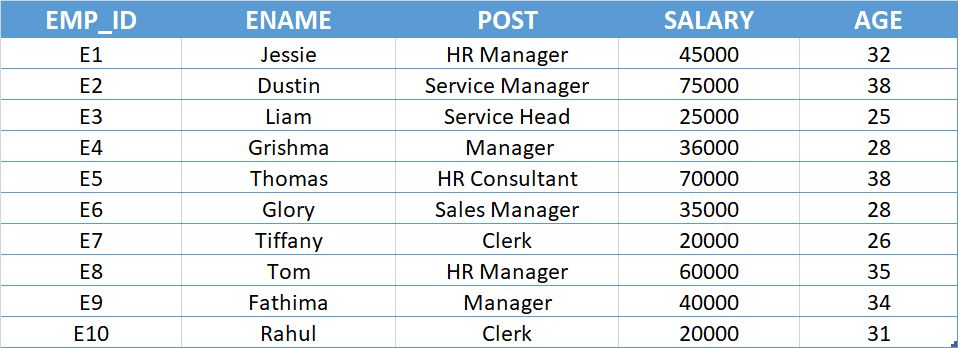 EMP_ID ENAME POST SALARY AGE
E1 Jessie HR Manager 45000 32
E2 Dustin Service Manager 75000 38
E3 Liam Service Head 25000 25
E4 Grishma Manager 36000 28
E5 Thomas HR Consultant 70000 38
E6 Glory Sales Manager 35000 28
E7 Tiffany Clerk 20000 26
E8 Tom HR Manager 60000 35
E9 Fathima Manager 40000 34
E10 Rahul Clerk 20000 31